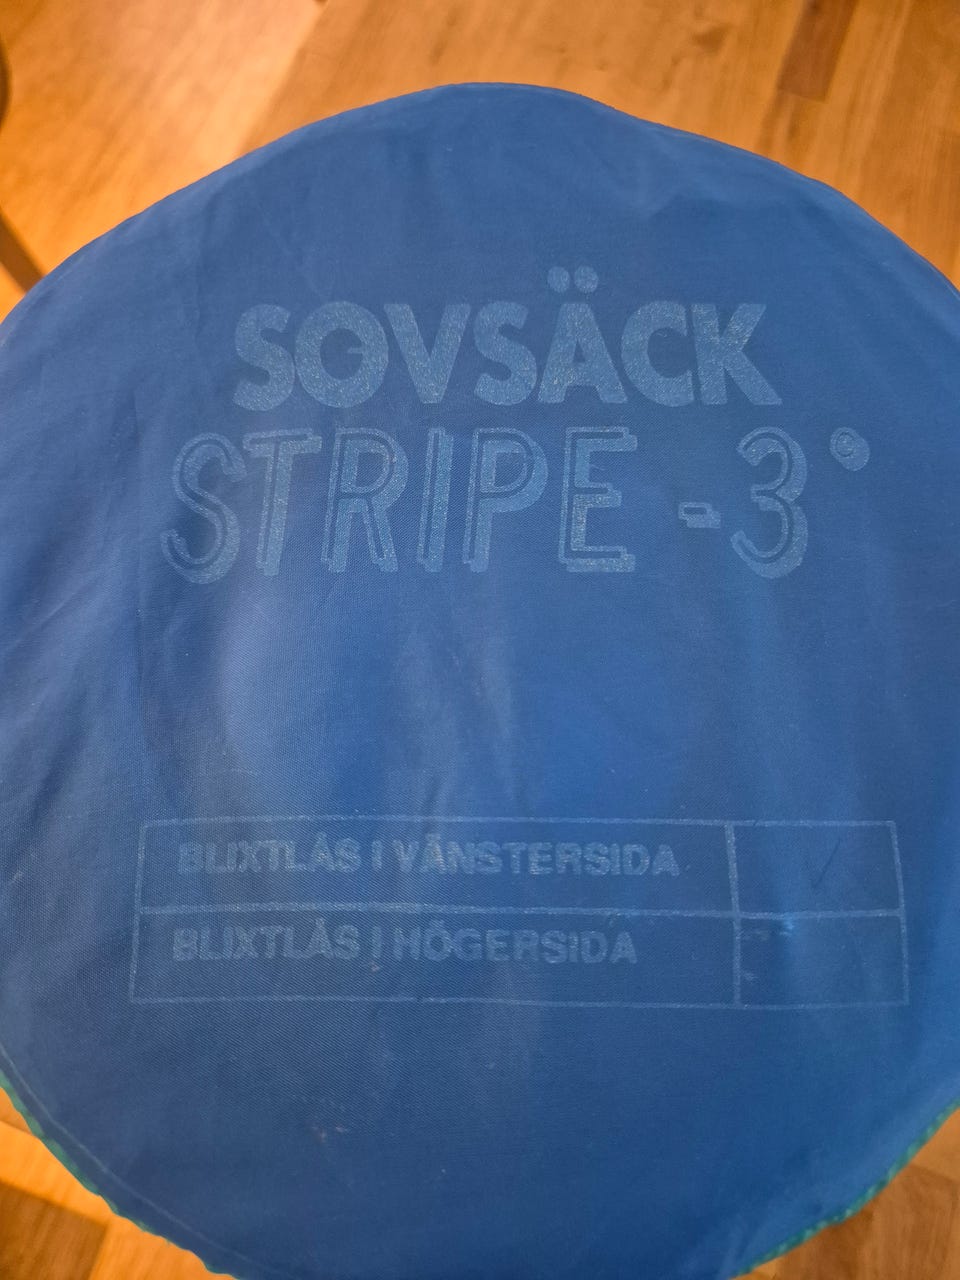 SOVSÄCK
STRIPE -3°
BLIXTLÅS I VÄNSTERSIDA
BLIXTLÅS I HÖGERSIDA